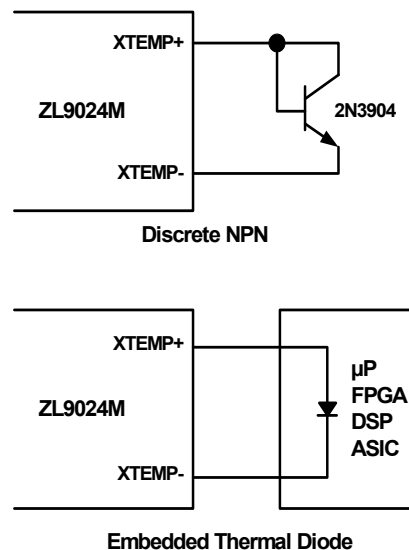 XTEMP+
ZL9024M
2N3904
XTEMP-
Discrete NPN
XTEMP+
µP
FPGA
ZL9024M
DSP
ASIC
XTEMP-
Embedded Thermal Diode